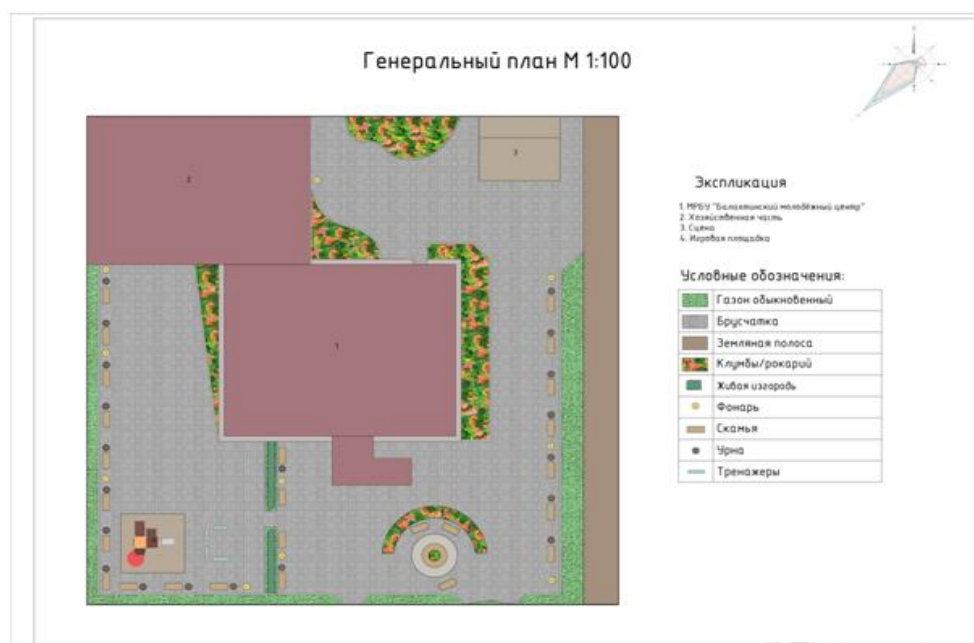 Генеральный план М 1:100
Экспликация
1. МРБУ "Балахтинский молодёжный центр"
2. Хозяйственная часть
3. Сцена
4. Игровая площадка
Условные обозначения:
Газон обыкновенный
Брусчатка
Земляная полоса
Клумбы/рокарий
Живая изгородь
Фонарь
Скамья
Урна
Тренажеры
2
3
1